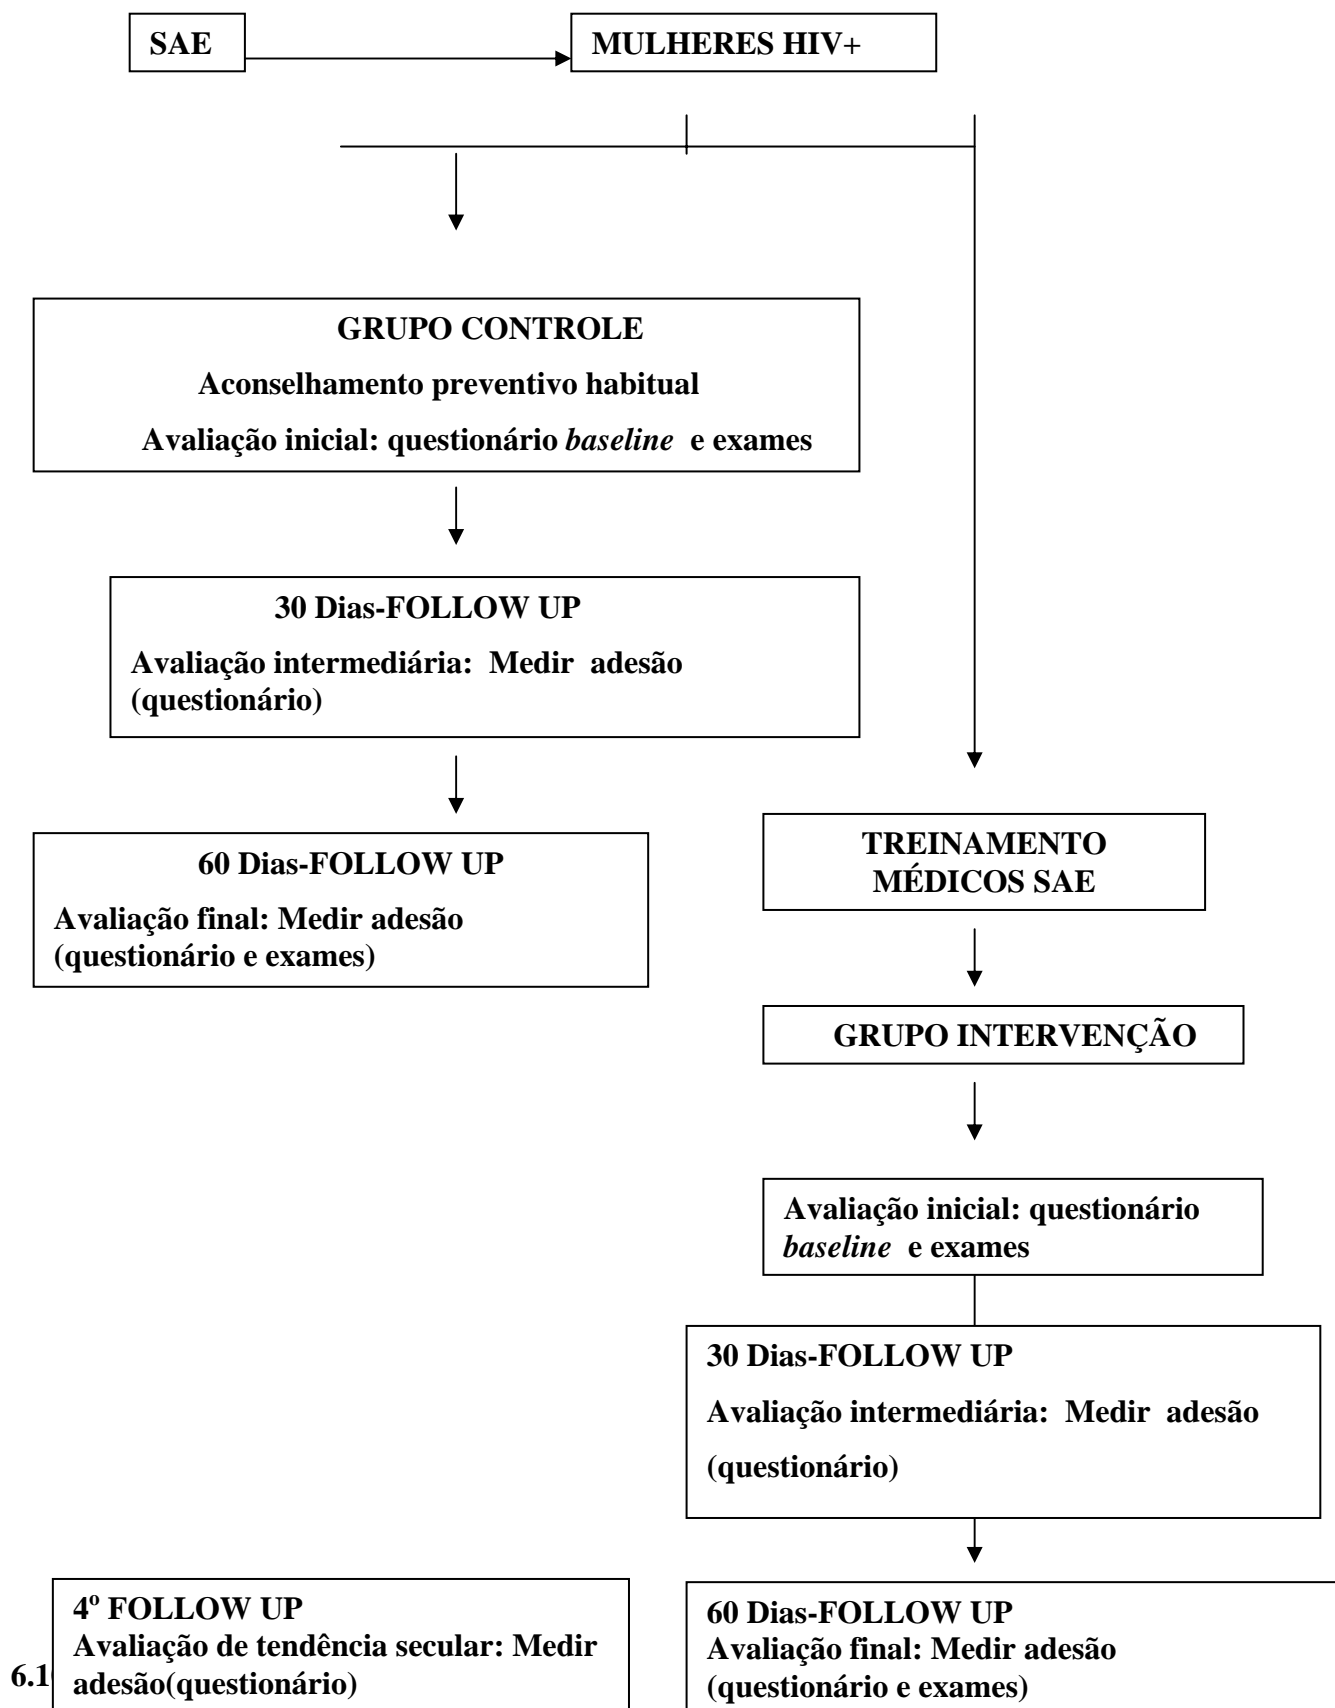 SAE
MULHERES HIV+
GRUPO CONTROLE
Aconselhamento preventivo habitual
Avaliação inicial: questionário baseline e exames
30 Dias-FOLLOW UP
Avaliação intermediária: Medir adesão
(questionário)
60 Dias-FOLLOW UP
Avaliação final: Medir adesão
(questionário e exames)
TREINAMENTO
MÉDICOS SAE
GRUPO INTERVENÇÃO
Avaliação inicial: questionário
baseline e exames
30 Dias-FOLLOW UP
Avaliação intermediária: Medir adesão
(questionário)
4º FOLLOW UP
Avaliação de tendência secular: Medir
adesão(questionário)
60 Dias-FOLLOW UP
Avaliação final: Medir adesão
(questionário e exames)